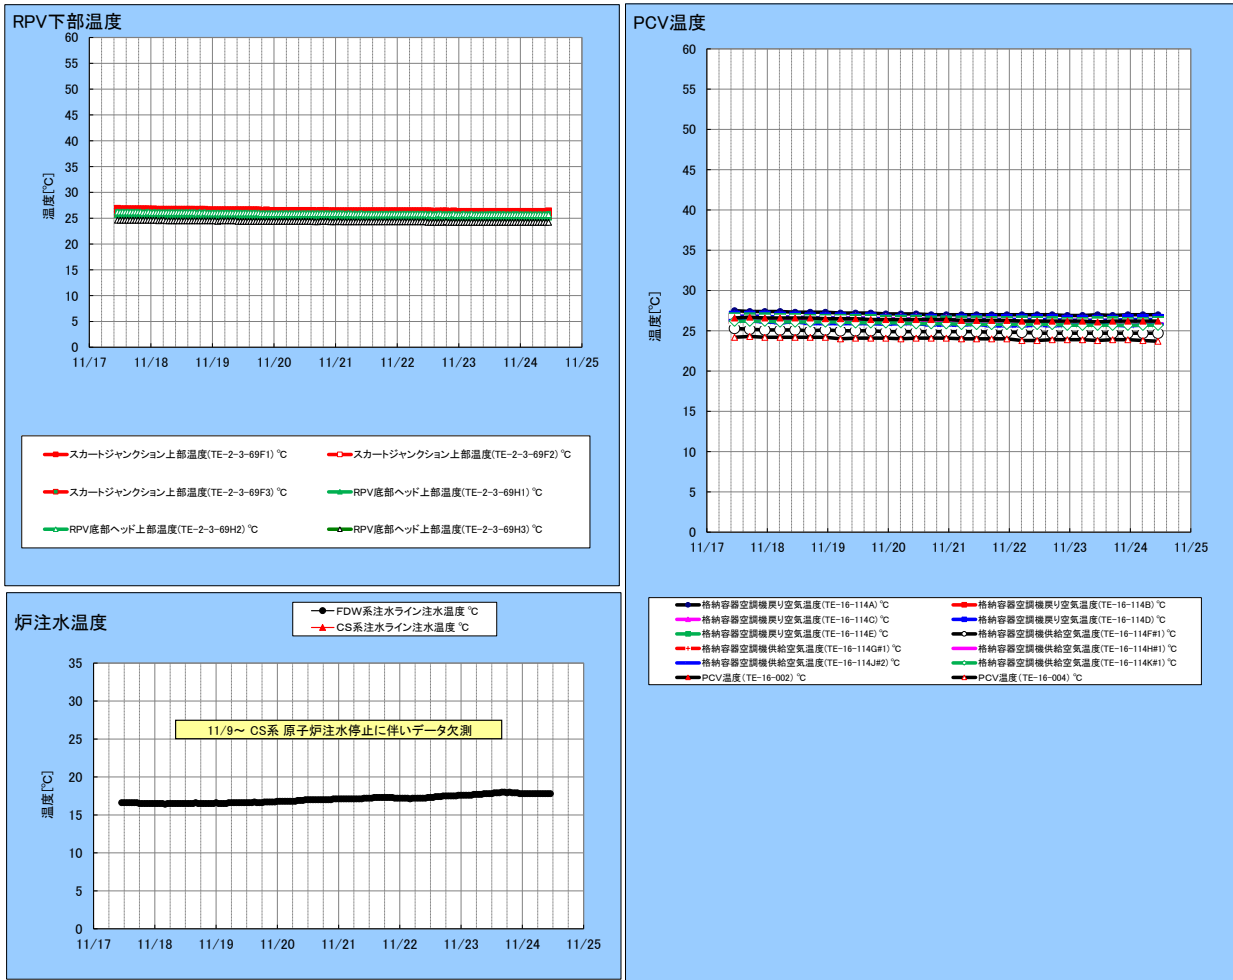 RPV下部温度
60
55
50
45
40
35
30
25
20
15
10
5
0
温度[℃]
11/17 11/18 11/19 11/20 11/21 11/22 11/23 11/24 11/25
スカートジャンクション上部温度(TE-2-3-69F1) ℃ スカートジャンクション上部温度(TE-2-3-69F2) ℃
スカートジャンクション上部温度(TE-2-3-69F3) ℃ RPV底部ヘッド上部温度(TE-2-3-69H1) ℃
RPV底部ヘッド上部温度(TE-2-3-69H2) ℃ RPV底部ヘッド上部温度(TE-2-3-69H3) ℃
炉注水温度
FDW系注水ライン注水温度 ℃
CS系注水ライン注水温度 ℃
35
30
25
20
15
10
5
0
温度[℃]
11/9～ CS系 原子炉注水停止に伴いデータ欠測
11/17 11/18 11/19 11/20 11/21 11/22 11/23 11/24 11/25
PCV温度
60
55
50
45
40
35
30
25
20
15
10
5
0
温度[℃]
11/17 11/18 11/19 11/20 11/21 11/22 11/23 11/24 11/25
格納容器空調機戻り空気温度(TE-16-114A) ℃ 格納容器空調機戻り空気温度(TE-16-114B) ℃
格納容器空調機戻り空気温度(TE-16-114C) ℃ 格納容器空調機戻り空気温度(TE-16-114D) ℃
格納容器空調機戻り空気温度(TE-16-114E) ℃ 格納容器空調機供給空気温度(TE-16-114F#1) ℃
格納容器空調機供給空気温度(TE-16-114G#1) ℃ 格納容器空調機供給空気温度(TE-16-114H#1) ℃
格納容器空調機供給空気温度(TE-16-114J#2) ℃ 格納容器空調機供給空気温度(TE-16-114K#1) ℃
PCV温度(TE-16-002) ℃ PCV温度(TE-16-004) ℃